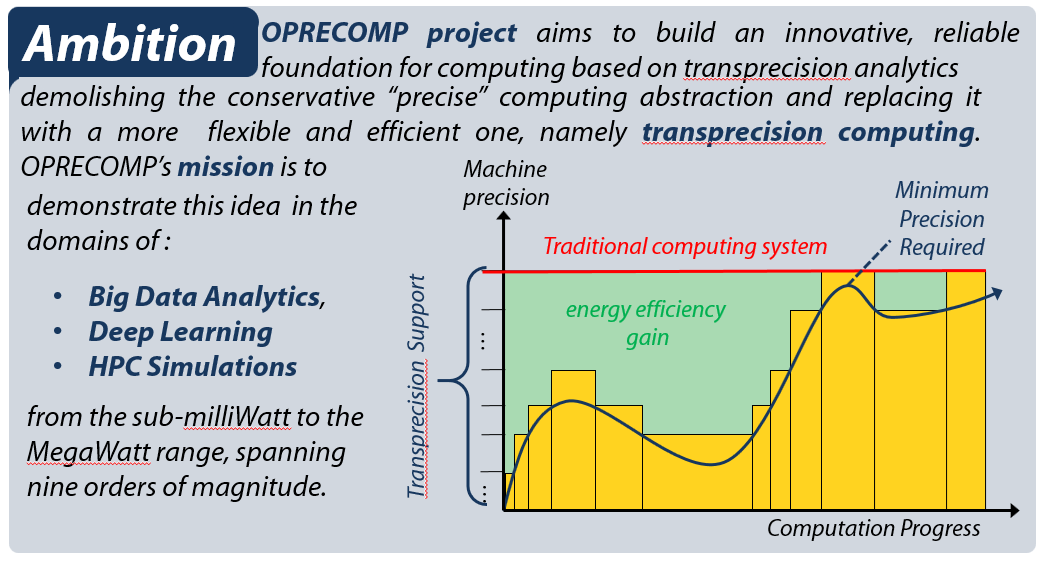 Ambition
OPRECOMP project aims to build an innovative, reliable
foundation for computing based on transprecision analytics
demolishing the conservative “precise” computing abstraction and replacing it
with a more flexible and efficient one, namely transprecision computing.
OPRECOMP’s mission is to
demonstrate this idea in the
domains of :
• Big Data Analytics,
• Deep Learning
• HPC Simulations
from the sub-milliWatt to the
MegaWatt range, spanning
nine orders of magnitude.
Machine
precision
Minimum
Precision
Required
Traditional computing system
energy efficiency
gain
Transprecision Support
...
...
Computation Progress